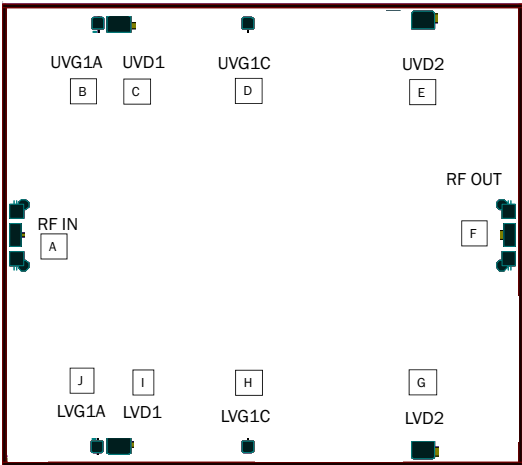 UVG1A UVD1 UVG1C UVD2
B C D E
RF OUT
RF IN
A F
J I H G
LVG1A LVD1 LVG1C LVD2